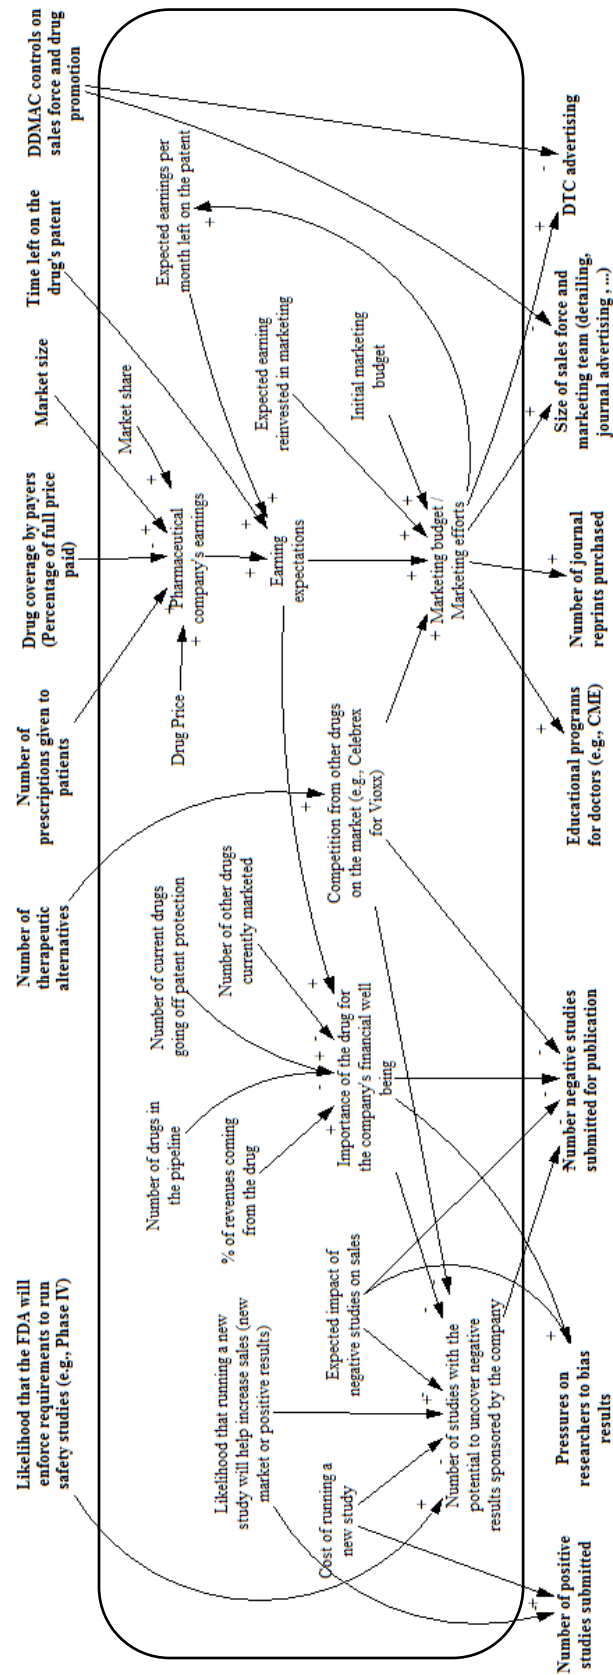 Likelihood that the FDA will
enforce requirements to run
safety studies (e.g., Phase IV)
Number of
therapeutic
alternatives
Number of
prescriptions given to
patients
Drug coverage by payers
(Percentage of full price
paid)
Market size
Time left on the
drug's patent
DDMAC controls on
sales force and drug
promotion
Number of drugs in
the pipeline
Number of current drugs
going off patent protection
Number of other drugs
currently marketed
% of revenues coming
from the drug
Drug Price
Pharmaceutical
company's earnings
Market share
Expected earnings per
month left on the patent
Likelihood that running a new
study will help increase sales (new
market or positive results)
Earning
expectations
Expected earning
reinvested in marketing
Initial marketing
budget
Cost of running a
new study
Expected impact of
negative studies on sales
Importance of the drug for
the company's financial well
being
Competition from other drugs
on the market (e.g., Celebrex
for Vioxx)
Marketing budget /
Marketing efforts
Number of studies with the
potential to uncover negative
results sponsored by the company
Number of positive
studies submitted
Pressures on
researchers to bias
results
Number negative studies
submitted for publication
Educational programs
for doctors (e.g., CME)
Number of journal
reprints purchased
Size of sales force and
marketing team (detailing,
journal advertising , ...)
DTC advertising